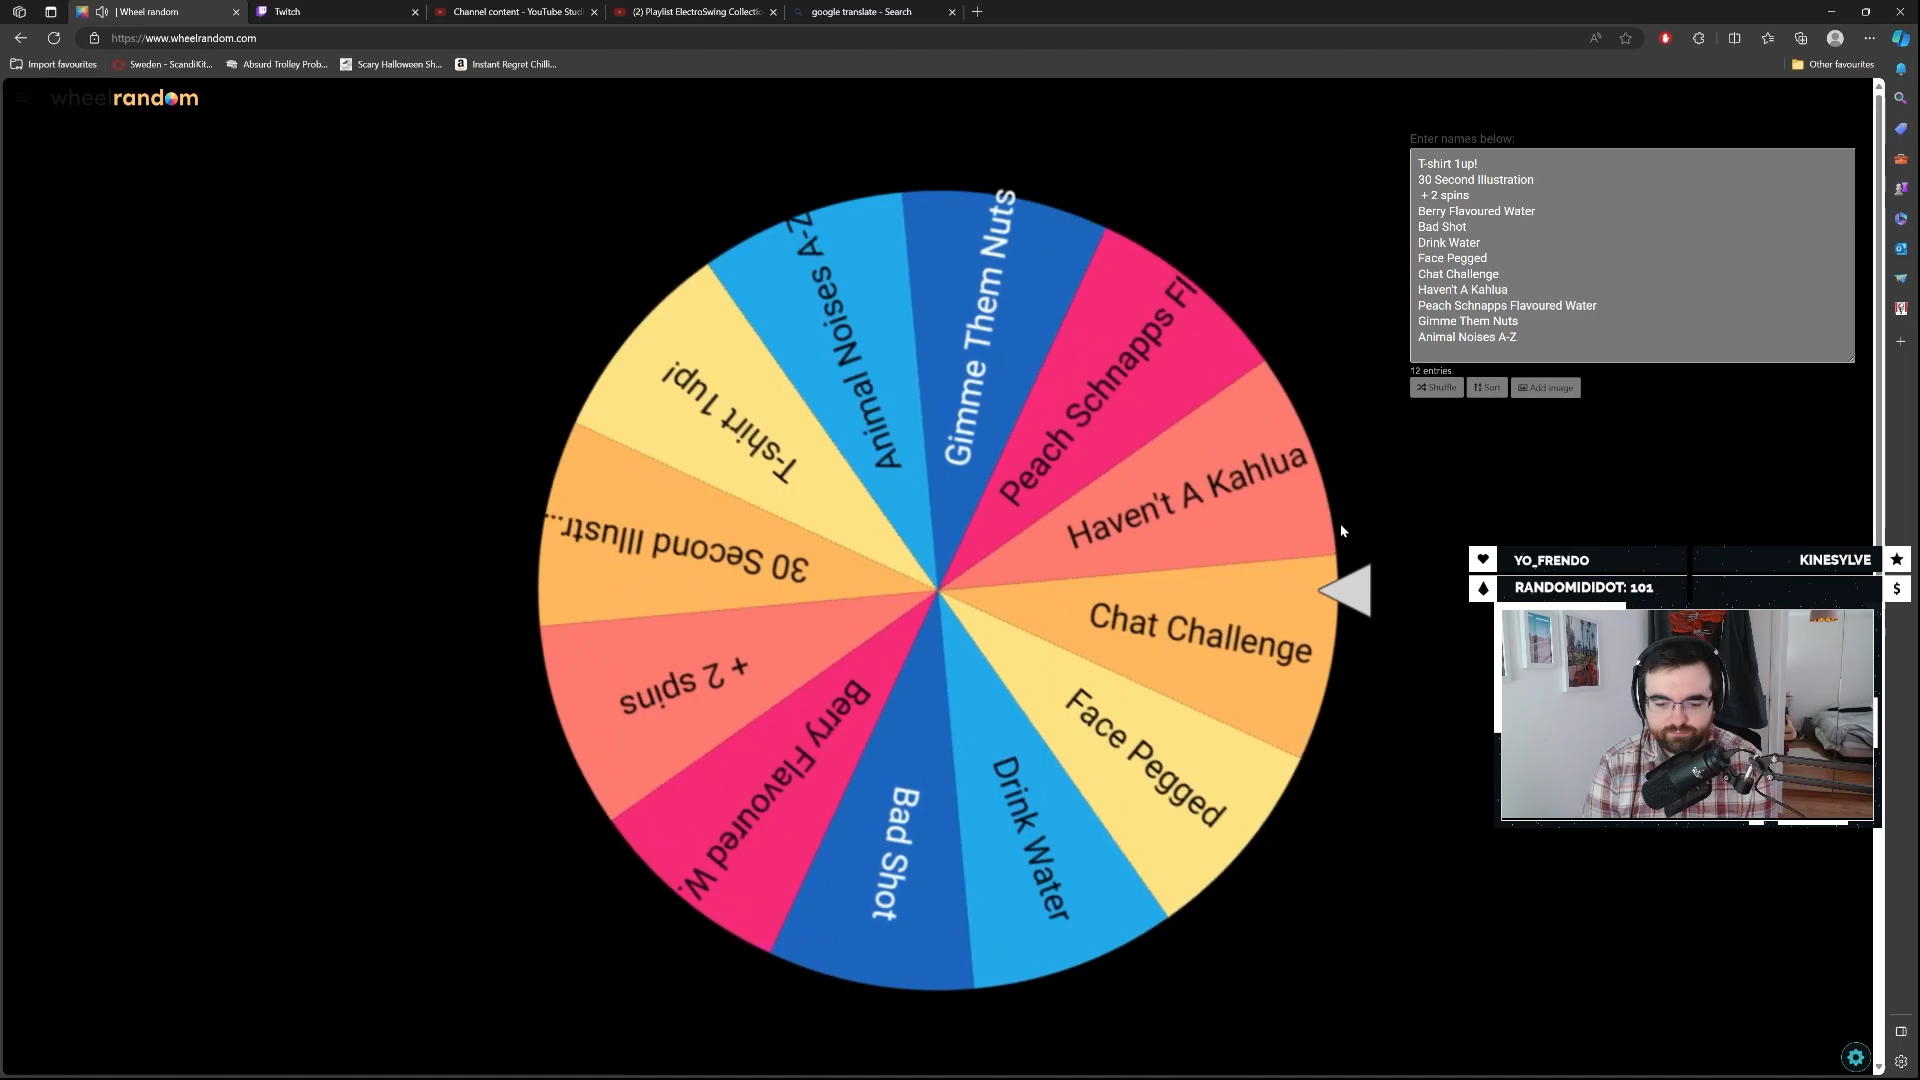 Wheel random
Twitch
Channel content - YouTube Stud
(2) Playlist ElectroSwing Collectio
google translate - Search
https://www.wheelrandom.com
Import favourites
Sweden - ScandiKit...
Absurd Trolley Prob...
Scary Halloween Sh...
Instant Regret Chilli...
Other favourites
wheelrandom
Enter names below:
T-shirt 1up!
30 Second Illustration
+ 2 spins
Berry Flavoured Water
Bad Shot
Drink Water
Face Pegged
Chat Challenge
Haven't A Kahlua
Peach Schnapps Flavoured Water
Gimme Them Nuts
Animal Noises A-Z
12 entries
Shuffle
Sort
Add image
Gimme Them Nuts
Peach Schnapps Fl
Haven't A Kahlua
Chat Challenge
Face Pegged
Drink Water
Bad Shot
Berry Flavoured W.
+ 2 spins
30 Second Illustr...
T-shirt 1up!
Animal Noises A-Z
YO_FRENDO
KINESYLVE
RANDOMIDIDOT: 101
$